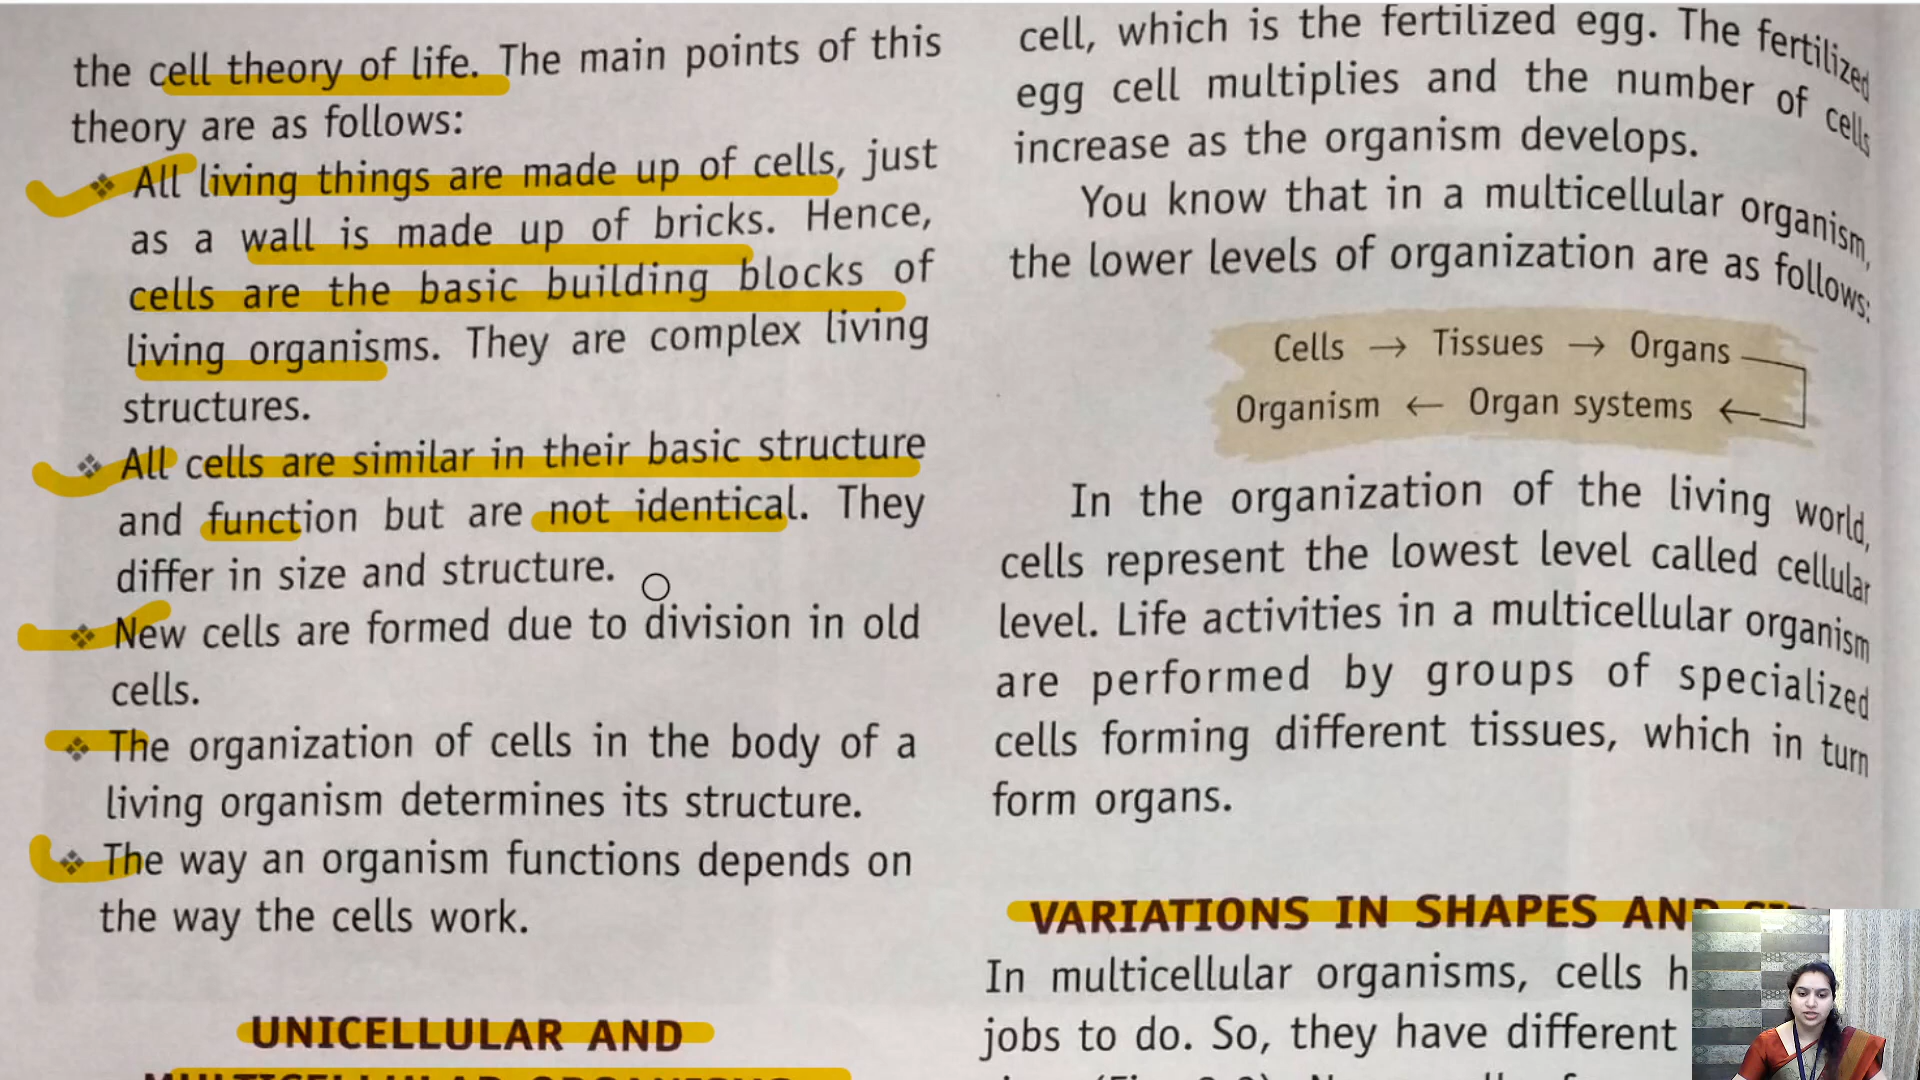 the cell theory of life. The main points of this
theory are as follows:
❖ All living things are made up of cells, just
as a wall is made up of bricks. Hence,
cells are the basic building blocks of
living organisms. They are complex living
structures.
❖ All cells are similar in their basic structure
and function but are not identical. They
differ in size and structure.
❖ New cells are formed due to division in old
cells.
❖ The organization of cells in the body of a
living organism determines its structure.
❖ The way an organism functions depends on
the way the cells work.
UNICELLULAR AND
MULTICELLULAR ORGANISMS
cell, which is the fertilized egg. The fertilized
egg cell multiplies and the number of cells
increase as the organism develops.
You know that in a multicellular organism,
the lower levels of organization are as follows:
Cells → Tissues → Organs
Organism ← Organ systems ←
In the organization of the living world,
cells represent the lowest level called cellular
level. Life activities in a multicellular organism
are performed by groups of specialized
cells forming different tissues, which in turn
form organs.
VARIATIONS IN SHAPES AND
In multicellular organisms, cells
jobs to do. So, they have different